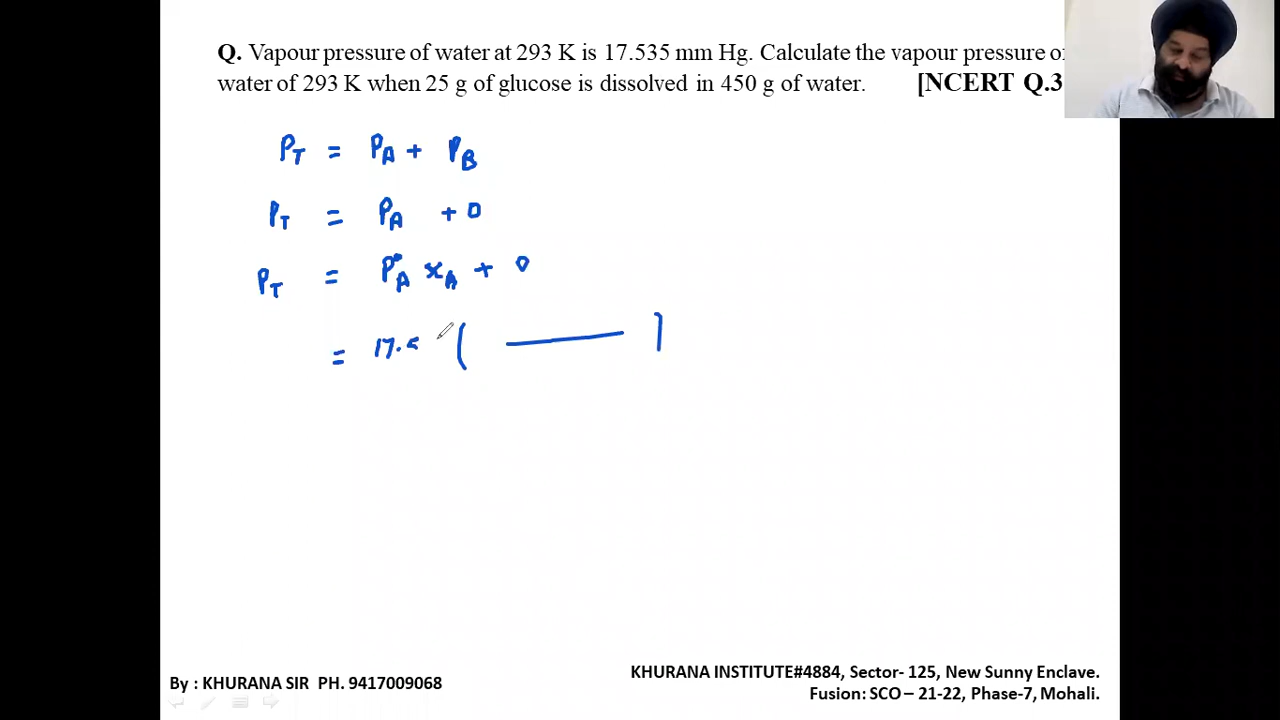 Q. Vapour pressure of water at 293 K is 17.535 mm Hg. Calculate the vapour pressure
water of 293 K when 25 g of glucose is dissolved in 450 g of water. [NCERT Q.3
P_T = P_A + P_B
P_T = P_A + 0
P_T = P°_A x_A + 0
= 17.5 ( — ]
By : KHURANA SIR PH. 9417009068
KHURANA INSTITUTE#4884, Sector- 125, New Sunny Enclave.
Fusion: SCO – 21-22, Phase-7, Mohali.